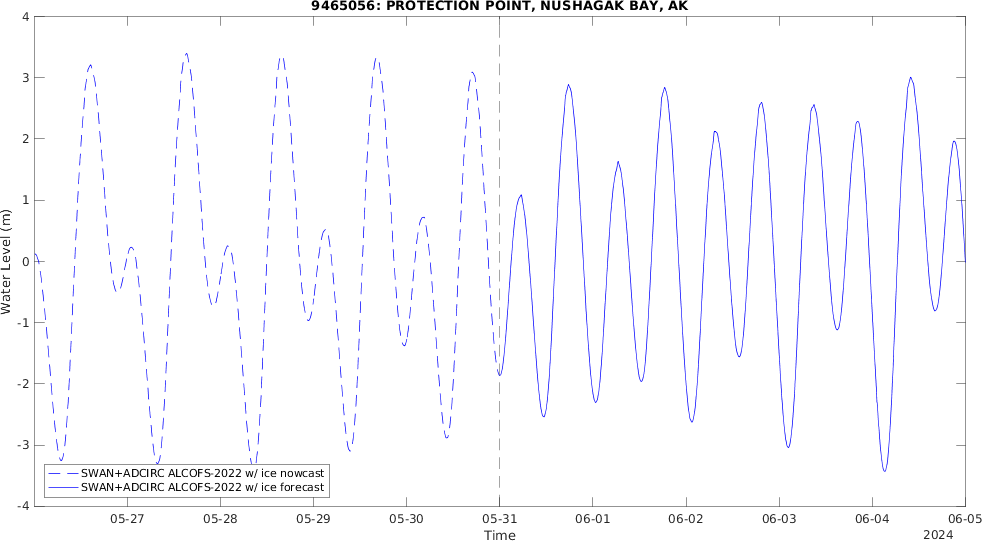 9465056: PROTECTION POINT, NUSHAGAK BAY, AK
4
3
2
1
0
-1
-2
-3
-4
Water Level (m)
SWAN+ADCIRC ALCOFS-2022 w/ ice nowcast
SWAN+ADCIRC ALCOFS-2022 w/ ice forecast
05-27 05-28 05-29 05-30 05-31 06-01 06-02 06-03 06-04 06-05
Time
2024